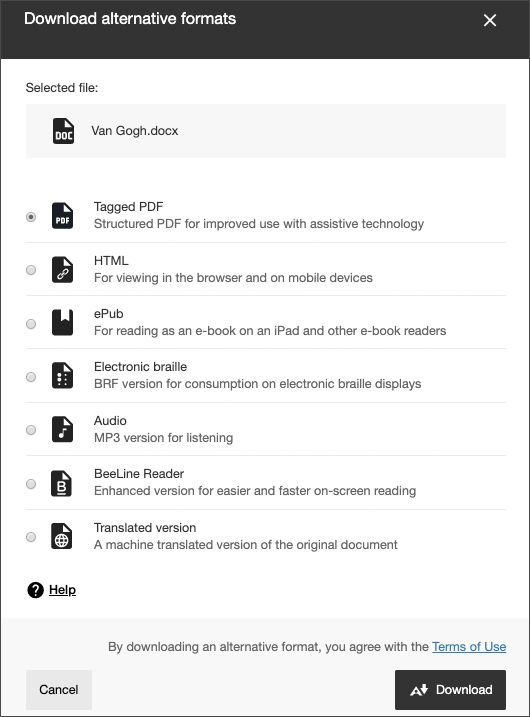 Download alternative formats
Selected file:
DOC
Van Gogh.docx
Tagged PDF
PDF
Structured PDF for improved use with assistive technology
HTML
For viewing in the browser and on mobile devices
ePub
For reading as an e-book on an iPad and other e-book readers
Electronic braille
BRF version for consumption on electronic braille displays
Audio
MP3 version for listening
BeeLine Reader
B
Enhanced version for easier and faster on-screen reading
Translated version
A machine translated version of the original document
? Help
By downloading an alternative format, you agree with the Terms of Use
Cancel
A Download